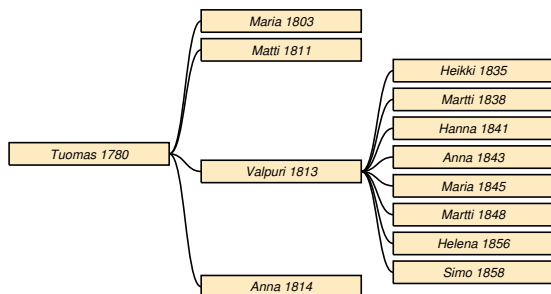 Tuomas 1780
Maria 1803
Matti 1811
Valpuri 1813
Anna 1814
Heikki 1835
Martti 1838
Hanna 1841
Anna 1843
Maria 1845
Martti 1848
Helena 1856
Simo 1858